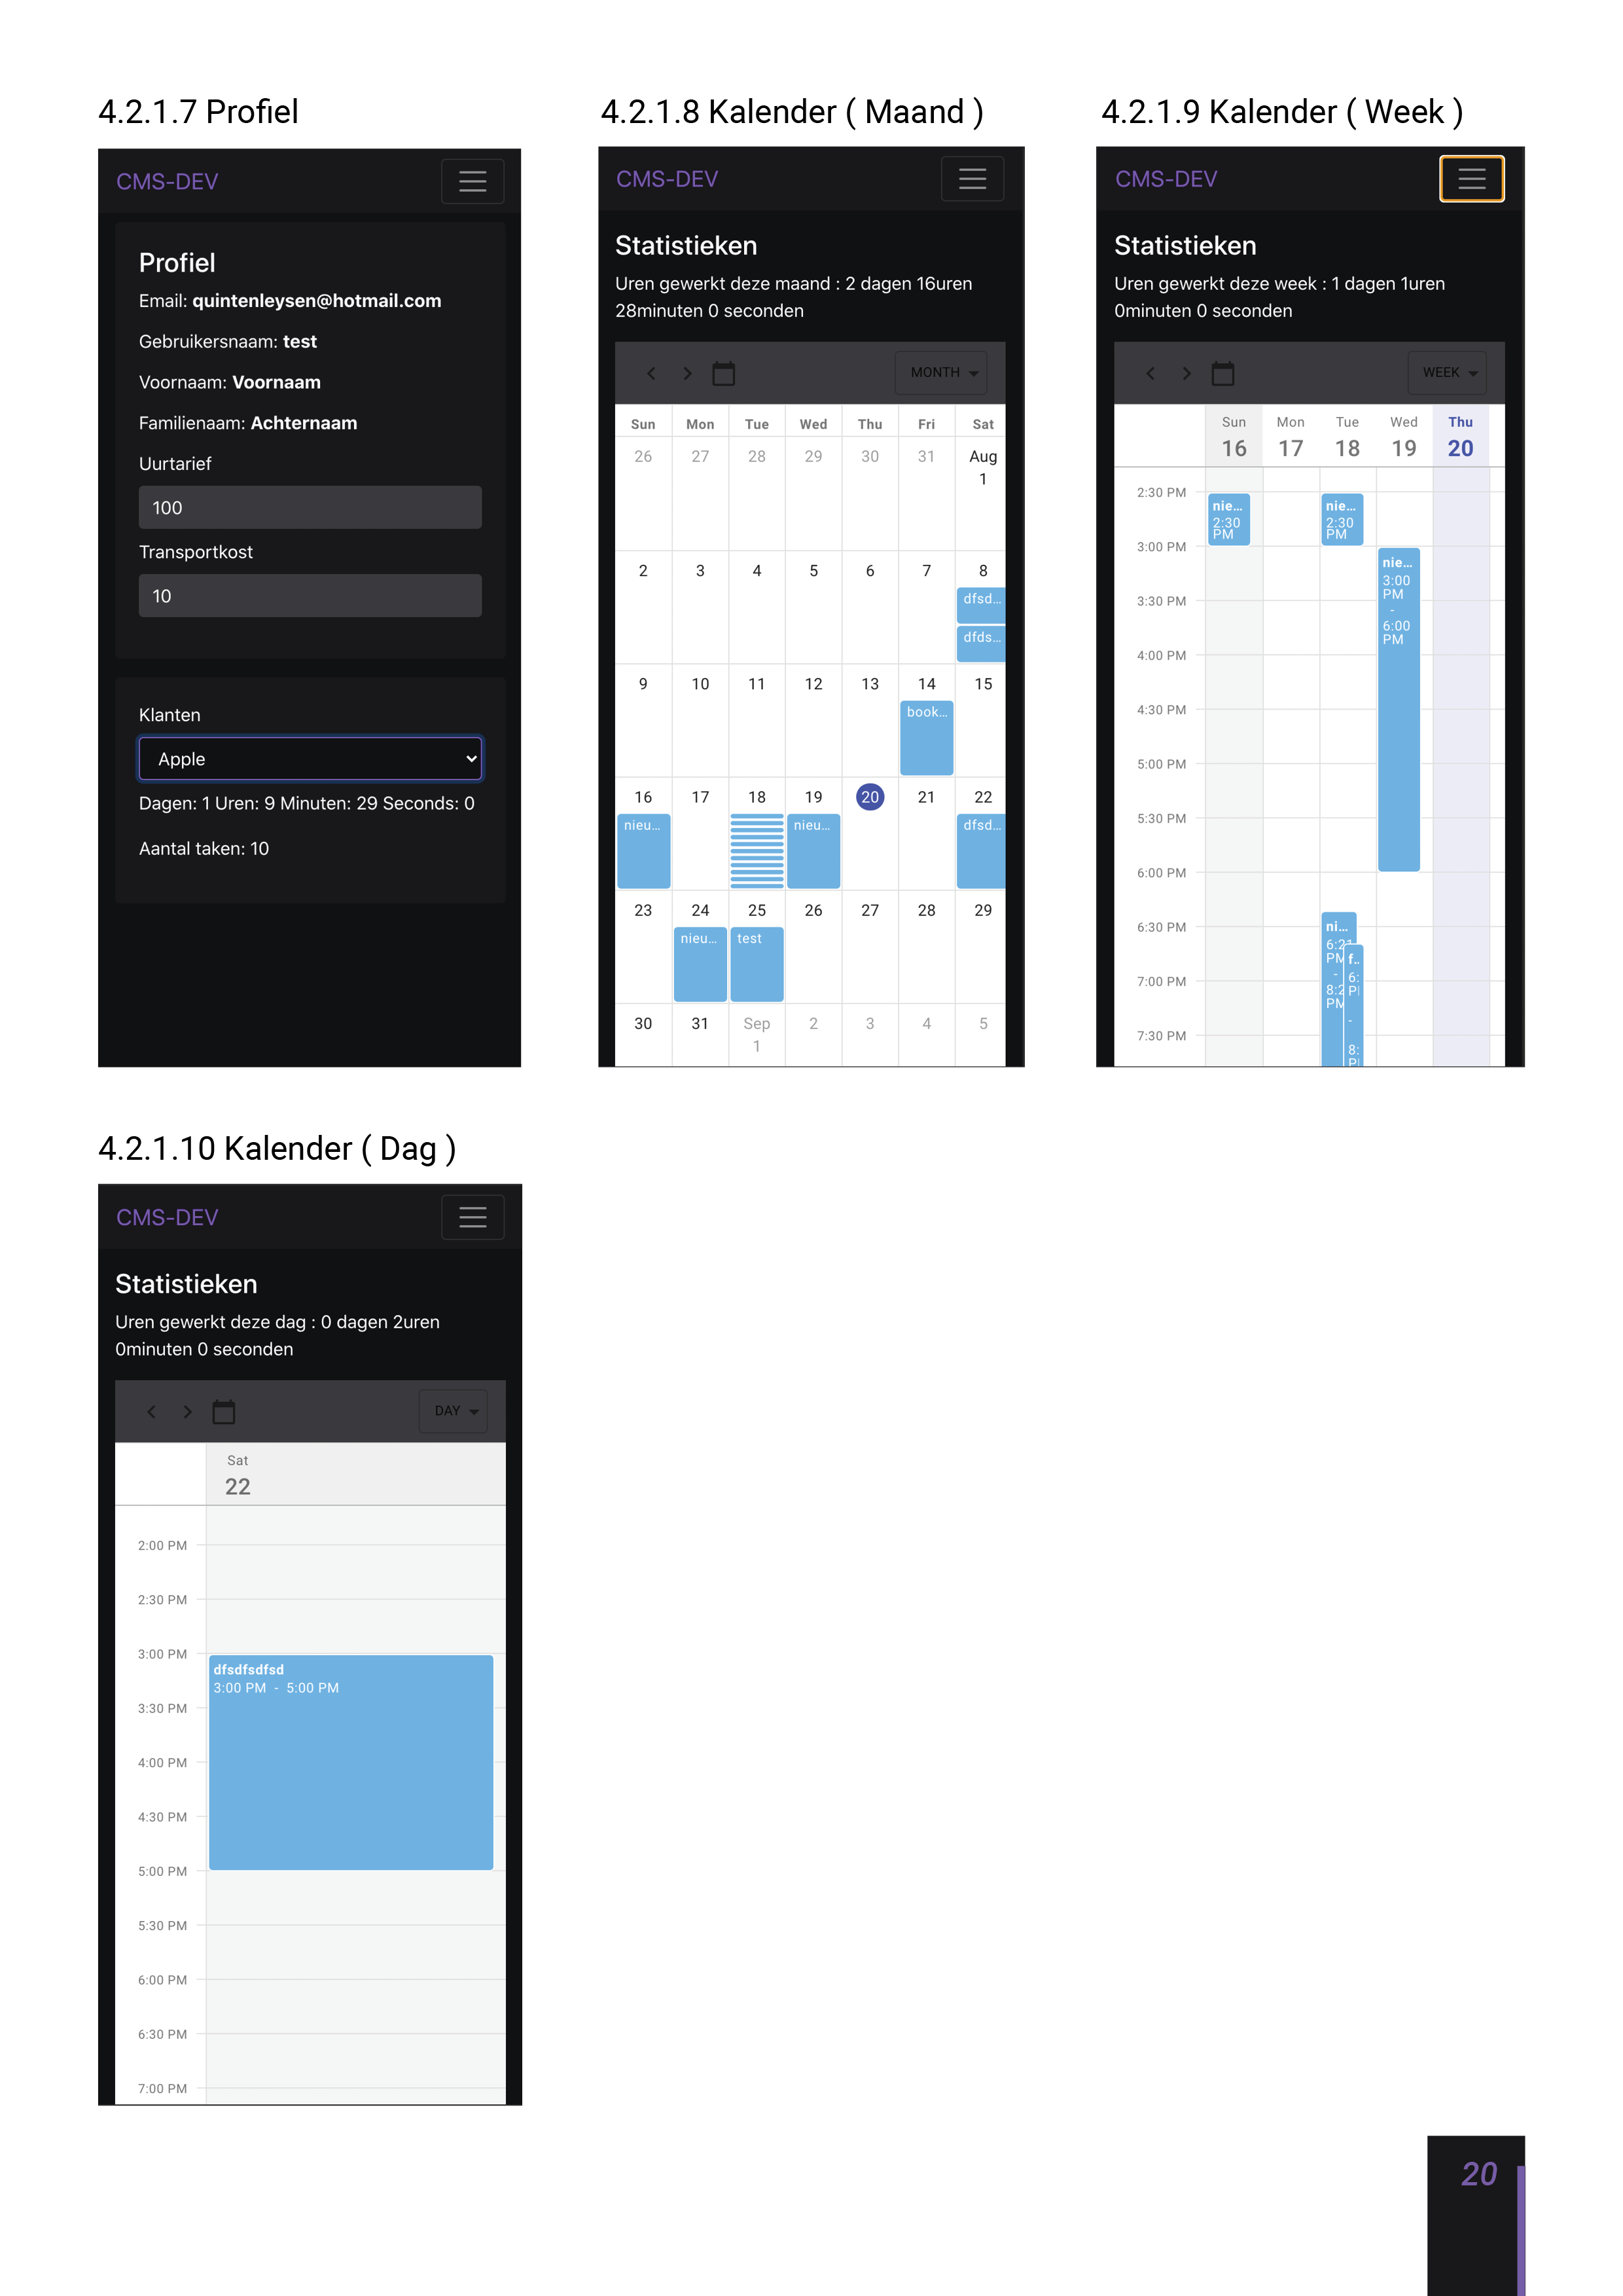 4.2.1.7 Profiel
CMS-DEV
Profiel
Email: quintenleysen@hotmail.com
Gebruikersnaam: test
Voornaam: Voornaam
Familienaam: Achternaam
Uurtarief
100
Transportkost
10
Klanten
Apple
Dagen: 1 Uren: 9 Minuten: 29 Seconds: 0
Aantal taken: 10
4.2.1.8 Kalender ( Maand )
CMS-DEV
Statistieken
Uren gewerkt deze maand : 2 dagen 16uren
28minuten 0 seconden
MONTH
Sun Mon Tue Wed Thu Fri Sat
26 27 28 29 30 31 Aug
1
2 3 4 5 6 7 8
dfsd...
dfds...
9 10 11 12 13 14 15
book...
16 17 18 19 20 21 22
nieu... nieu... dfsd...
23 24 25 26 27 28 29
nieu... test
30 31 Sep 2 3 4 5
1
4.2.1.9 Kalender ( Week )
CMS-DEV
Statistieken
Uren gewerkt deze week : 1 dagen 1uren
0minuten 0 seconden
WEEK
Sun Mon Tue Wed Thu
16 17 18 19 20
2:30 PM
nie... nie...
2:30 2:30
PM PM
3:00 PM
nie...
3:00
PM
-
6:00
PM
3:30 PM
4:00 PM
4:30 PM
5:00 PM
5:30 PM
6:00 PM
6:30 PM
ni...
6:21
PM
-
8:2
PM
f..
6:
P
-
8:
P
7:00 PM
7:30 PM
4.2.1.10 Kalender ( Dag )
CMS-DEV
Statistieken
Uren gewerkt deze dag : 0 dagen 2uren
0minuten 0 seconden
DAY
Sat
22
2:00 PM
2:30 PM
3:00 PM
dfsdfsdfsd
3:00 PM - 5:00 PM
3:30 PM
4:00 PM
4:30 PM
5:00 PM
5:30 PM
6:00 PM
6:30 PM
7:00 PM
20